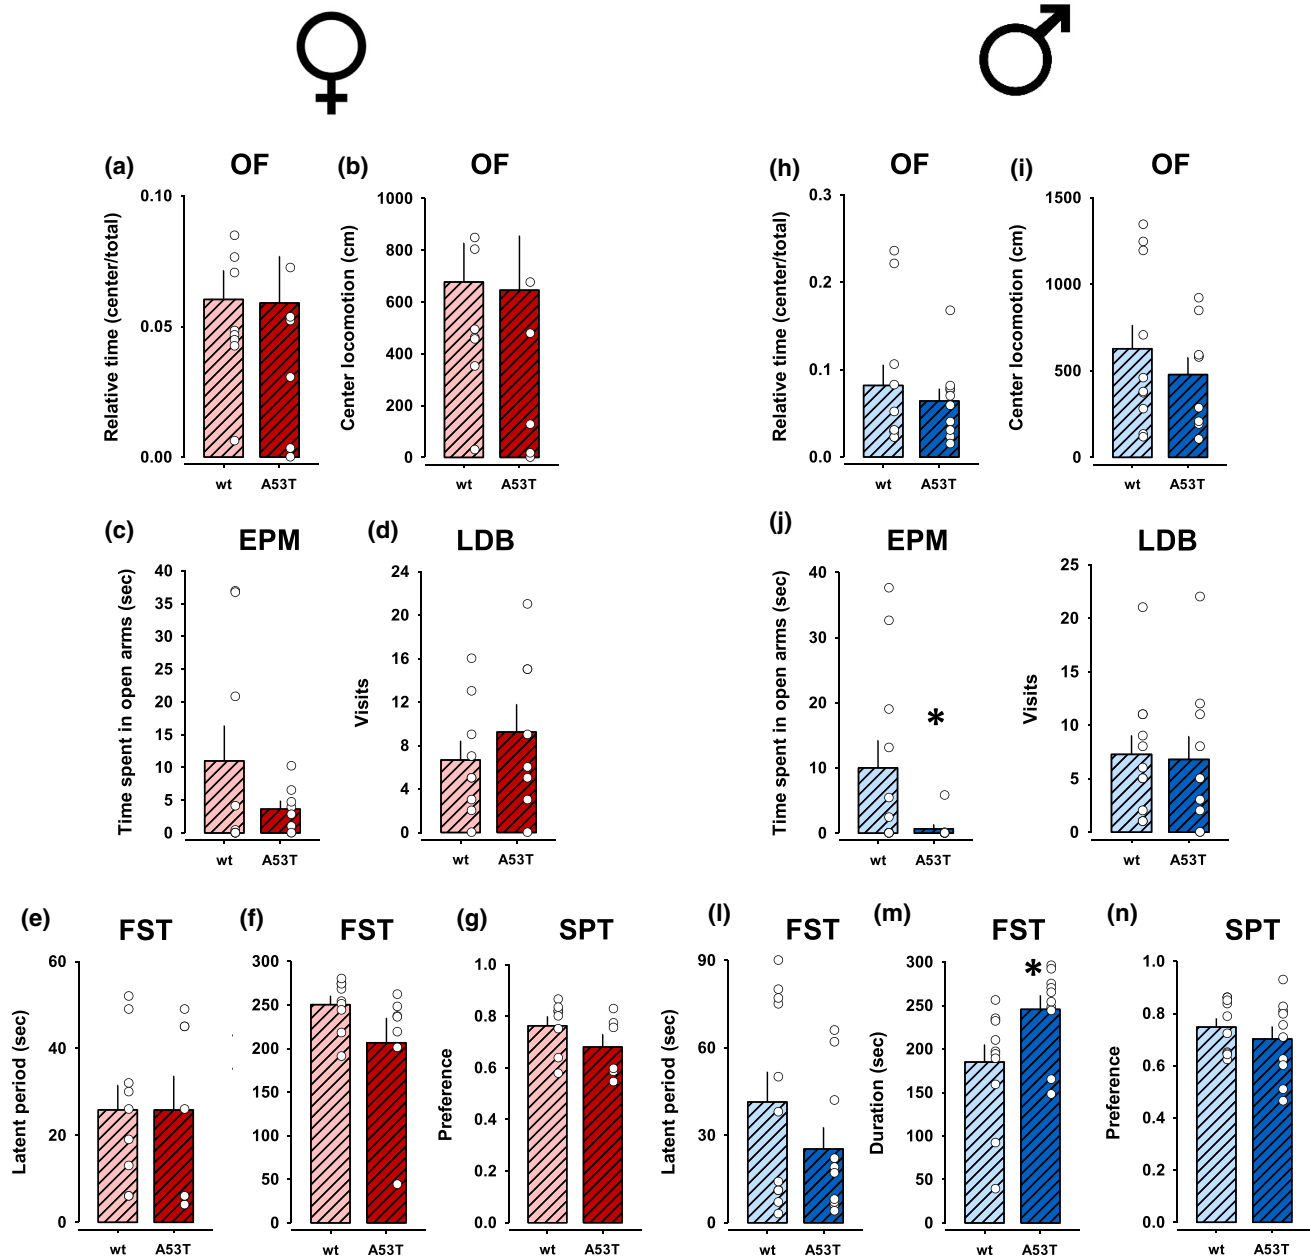 (a) OF (b) OF (h) OF (i) OF
Relative time (center/total)
0.10
0.05
0.00
wt A53T
Center locomotion (cm)
1000
800
600
400
200
0
wt A53T
Relative time (center/total)
0.3
0.2
0.1
0.0
wt A53T
Center locomotion (cm)
1500
1000
500
0
wt A53T
(c) EPM (d) LDB (j) EPM LDB
Time spent in open arms (sec)
40
35
30
25
20
15
10
5
0
wt A53T
Visits
24
20
16
12
8
4
0
wt A53T
Time spent in open arms (sec)
40
30
20
10
0
*
wt A53T
Visits
25
20
15
10
5
0
wt A53T
(e) FST (f) FST (g) SPT (l) FST (m) FST (n) SPT
Latent period (sec)
60
40
20
0
wt A53T
300
250
200
150
100
50
0
wt A53T
Preference
1.0
0.8
0.6
0.4
0.2
0.0
wt A53T
Latent period (sec)
90
60
30
0
wt A53T
Duration (sec)
300
250
200
150
100
50
0
*
wt A53T
Preference
1.0
0.8
0.6
0.4
0.2
0.0
wt A53T